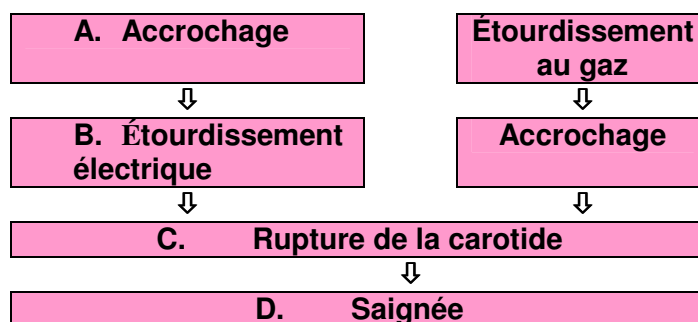 A. Accrochage
Étourdissement
au gaz
B. Étourdissement
électrique
Accrochage
C. Rupture de la carotide
D. Saignée